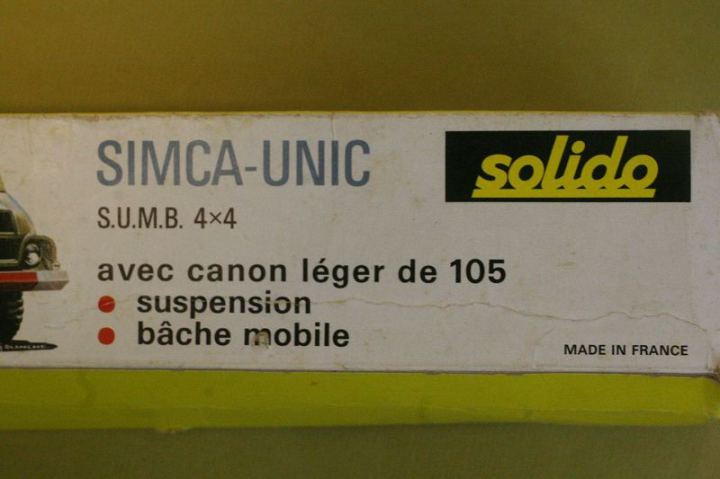 SIMCA-UNIC
solido
S.U.M.B. 4×4
avec canon léger de 105
suspension
bâche mobile
MADE IN FRANCE